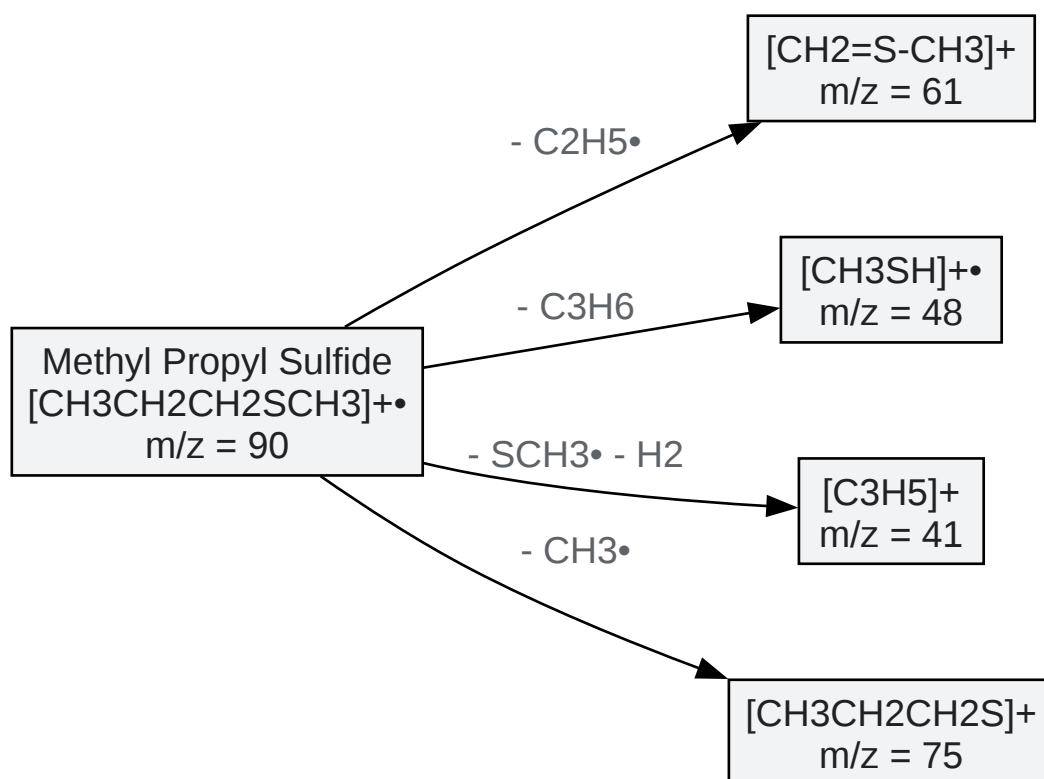 [CH2=S-CH3]+
m/z = 61
- C2H5•
[CH3SH]+•
m/z = 48
- C3H6
Methyl Propyl Sulfide
[CH3CH2CH2SCH3]+•
m/z = 90
- SCH3• - H2
[C3H5]+
m/z = 41
- CH3•
[CH3CH2CH2S]+
m/z = 75